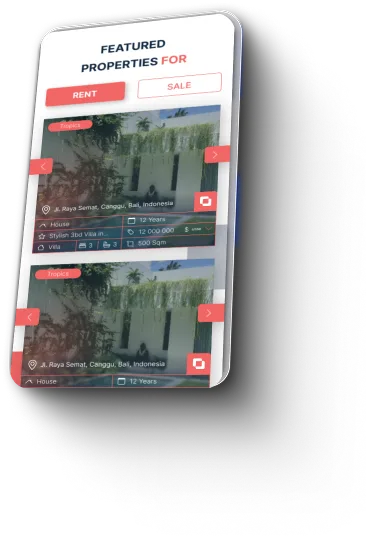 FEATURED
PROPERTIES FOR
RENT
SALE
Tropics
Jl. Raya Semat, Canggu, Bali, Indonesia
House
12 Years
Stylish 3bd Villa in...
12 000 000
$
Villa
3
3
500 Sqm
Tropics
Jl. Raya Semat, Canggu, Bali, Indonesia
House
12 Years